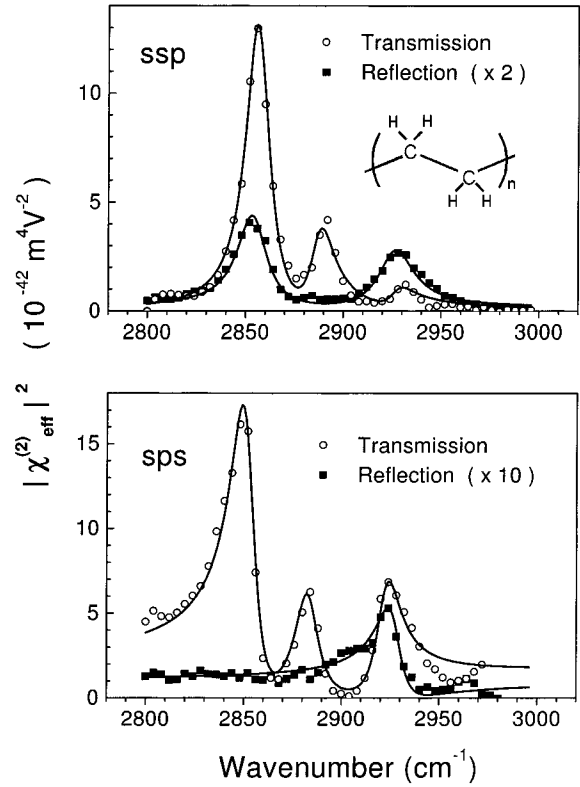 ssp
Transmission
Reflection ( x 2 )
H H
C
C
H H
n
10
5
0
2800 2850 2900 2950 3000
| χ(2)eff | 2 ( 10-42 m4V-2 )
sps
Transmission
Reflection ( x 10 )
15
10
5
0
2800 2850 2900 2950 3000
Wavenumber (cm-1)